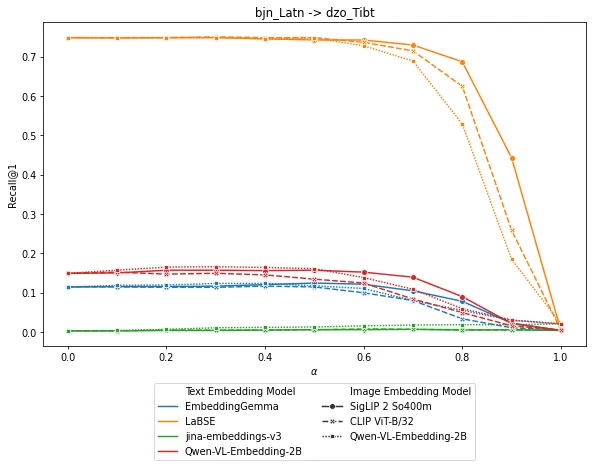 bjn_Latn -> dzo_Tibt
Recall@1
0.7
0.6
0.5
0.4
0.3
0.2
0.1
0.0
0.0 0.2 0.4 0.6 0.8 1.0
α
Text Embedding Model Image Embedding Model
EmbeddingGemma SigLIP 2 So400m
LaBSE CLIP ViT-B/32
jina-embeddings-v3 Qwen-VL-Embedding-2B
Qwen-VL-Embedding-2B